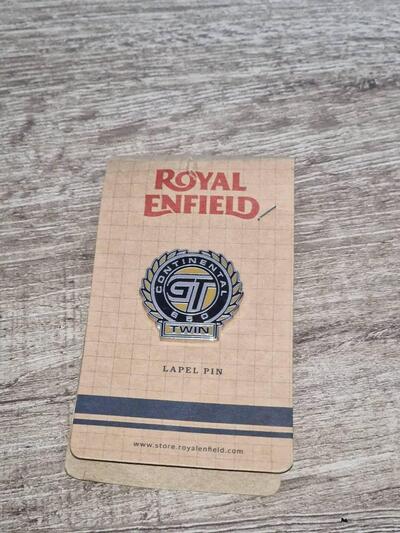 ROYAL
ENFIELD
CONTINENTAL
GT
650
TWIN
LAPEL PIN
www.store.royalenfield.com